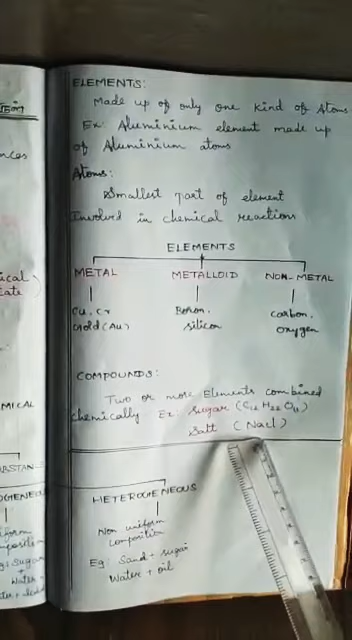 ELEMENTS:
Made up of only one kind of Atoms
Ex: Aluminium element made up
of Aluminium atoms
Atoms:
Smallest part of element
Involved in chemical reactions
ELEMENTS
METAL METALLOID NON-METAL
Cu, Cr Boron, carbon,
Gold (Au) silicon oxygen
COMPOUNDS:
Two or more Elements combined
chemically. Ex: sugar (C12 H22 O11)
Salt (Nacl)
HETEROGENEOUS
Non uniform
composition
Eg: Sand + sugar
Water + oil